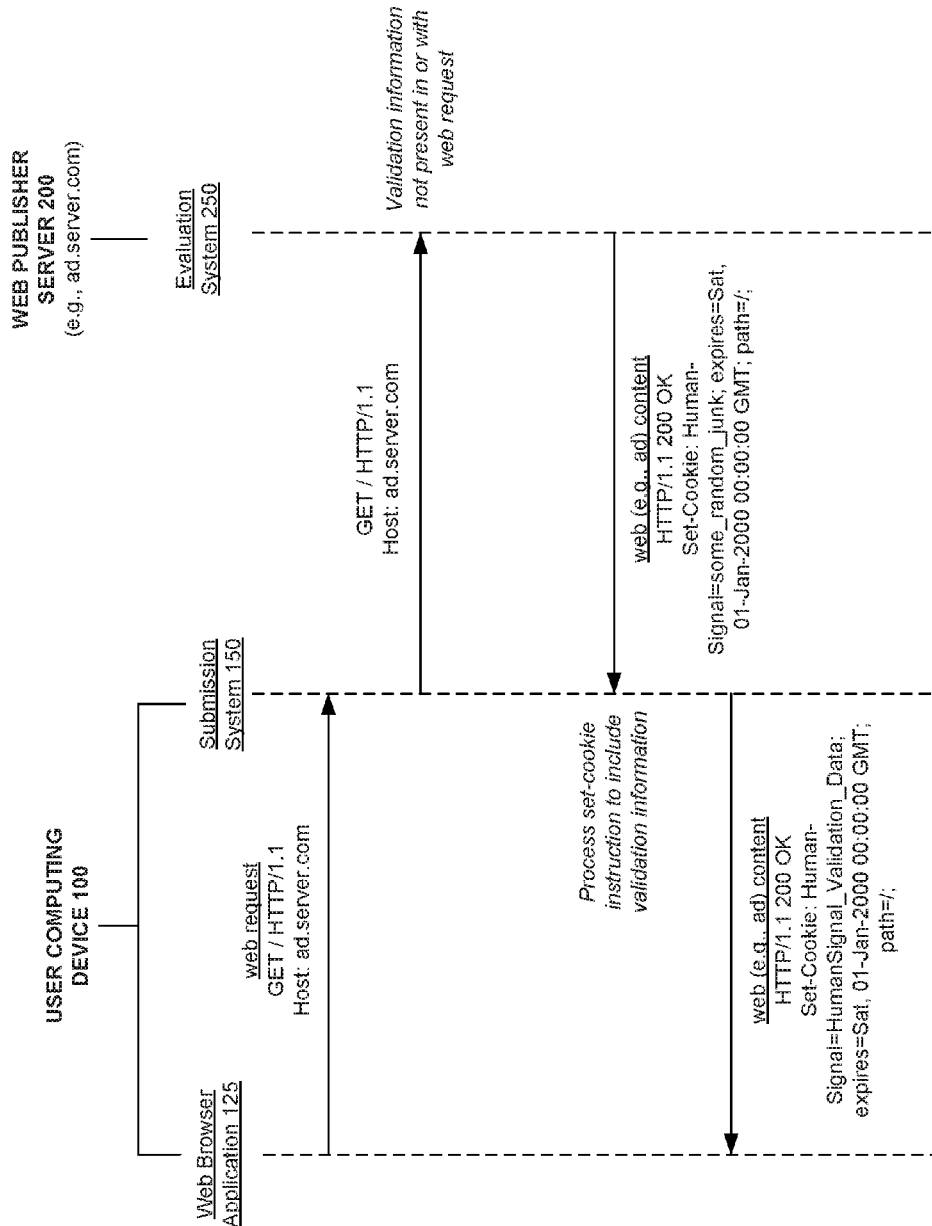 USER COMPUTING
DEVICE 100
WEB PUBLISHER
SERVER 200
(e.g., ad.server.com)
Web Browser
Application 125
Submission
System 150
Evaluation
System 250
web request
GET / HTTP/1.1
Host: ad.server.com
GET / HTTP/1.1
Host: ad.server.com
Validation information
not present in or with
web request
web (e.g., ad) content
HTTP/1.1 200 OK
Set-Cookie: Human-
Signal=some_random_junk; expires=Sat,
01-Jan-2000 00:00:00 GMT; path=/;
Process set-cookie
instruction to include
validation information
web (e.g., ad) content
HTTP/1.1 200 OK
Set-Cookie: Human-
Signal=HumanSignal_Validation_Data;
expires=Sat, 01-Jan-2000 00:00:00 GMT;
path=/;